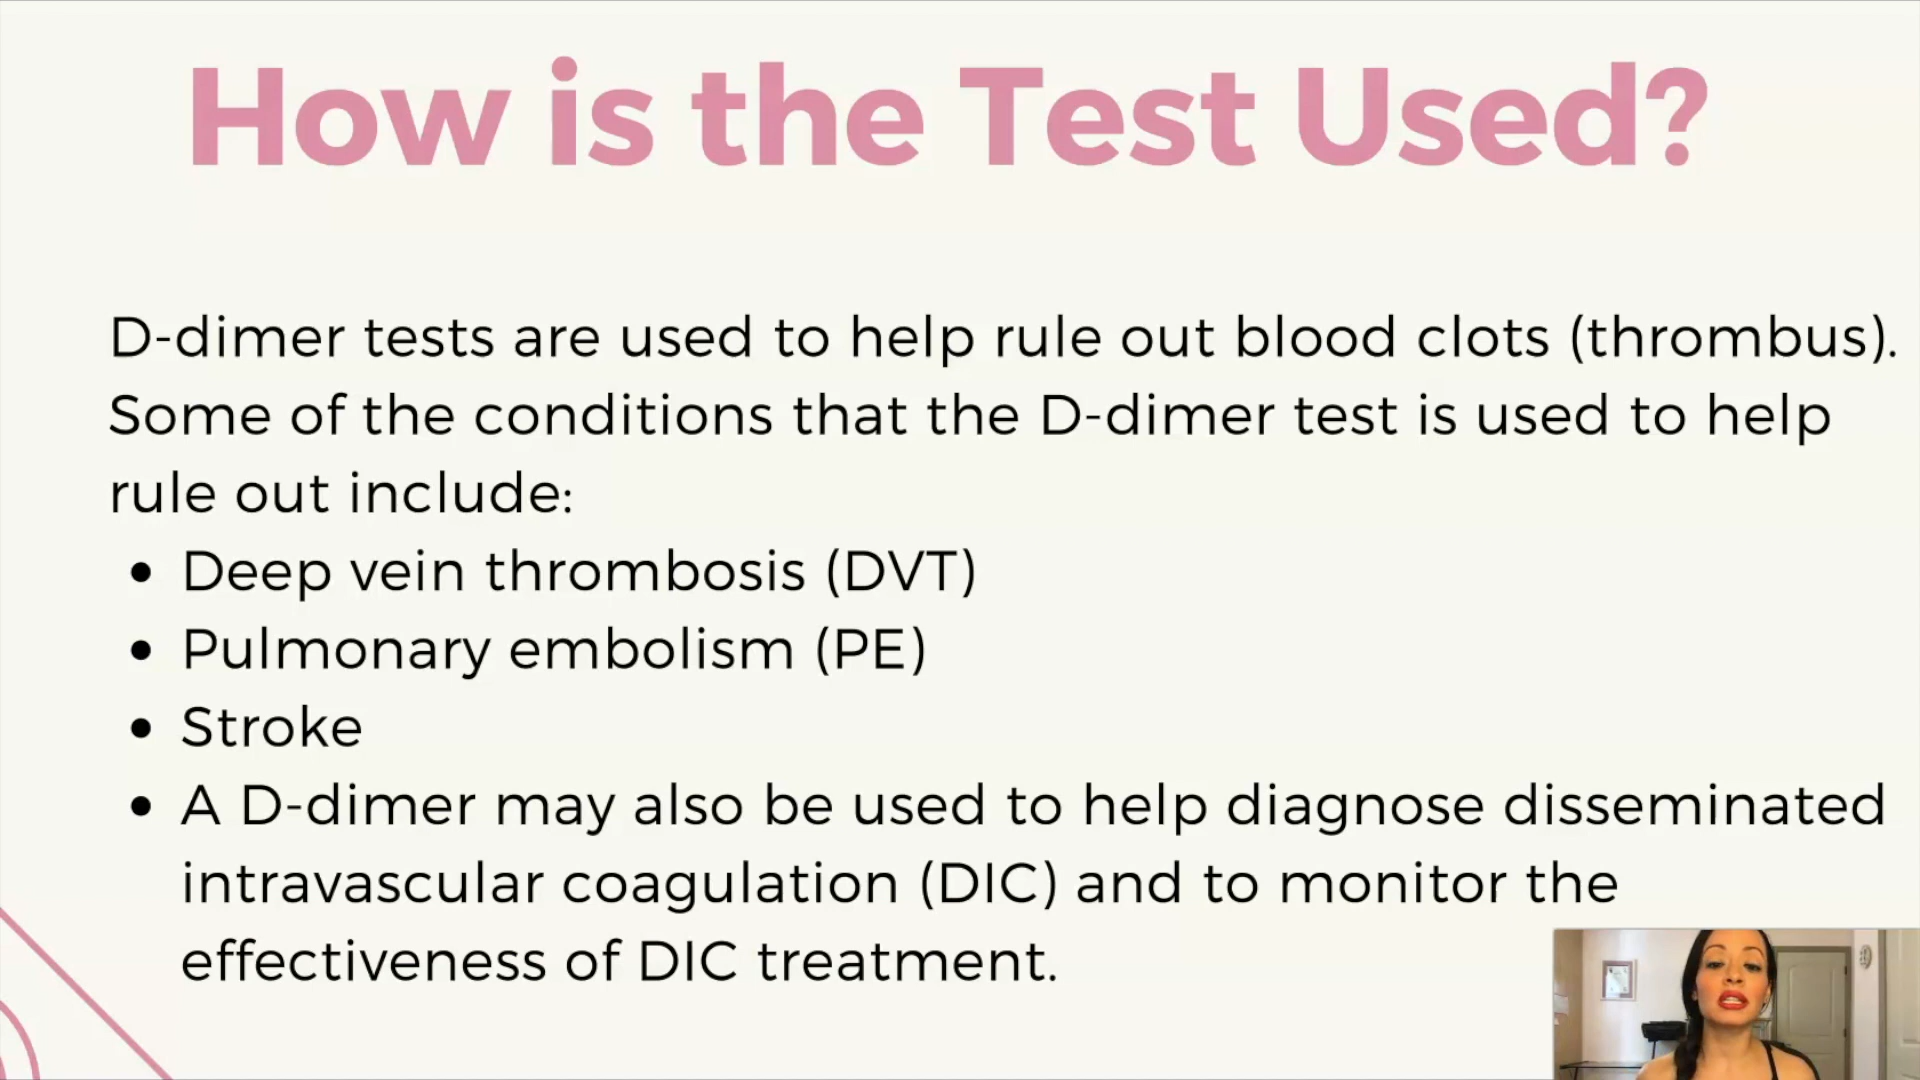 How is the Test Used?
D-dimer tests are used to help rule out blood clots (thrombus).
Some of the conditions that the D-dimer test is used to help
rule out include:
• Deep vein thrombosis (DVT)
• Pulmonary embolism (PE)
• Stroke
• A D-dimer may also be used to help diagnose disseminated
intravascular coagulation (DIC) and to monitor the
effectiveness of DIC treatment.